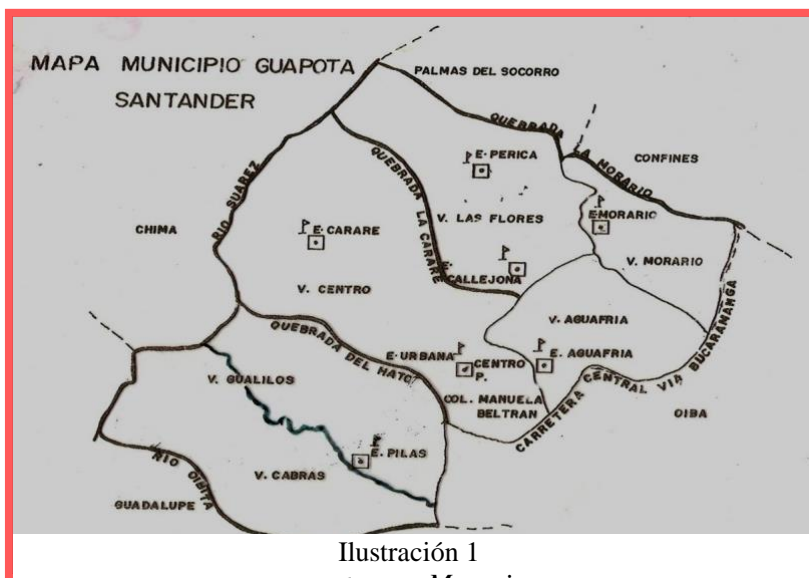 MAPA MUNICIPIO GUAPOTA
SANTANDER
PALMAS DEL SOCORRO
QUEBRADA LA MORARIO
CONFINES
RIO SUAREZ
QUEBRADA LA CARARE
E. PERICA
CHIMA
E. CARARE
V. LAS FLORES
E. MORARIO
E. CALLEJONA
V. MORARIO
V. CENTRO
V. AGUAFRIA
QUEBRADA DEL HATO
E. URBANA
CENTRO P.
E. AGUAFRIA
V. GUALILOS
COL. MANUELA
BELTRAN
CARRETERA CENTRAL VIA BUCARAMANGA
OIBA
E. PILAS
RIO OIBITA
V. CABRAS
GUADALUPE
Ilustración 1